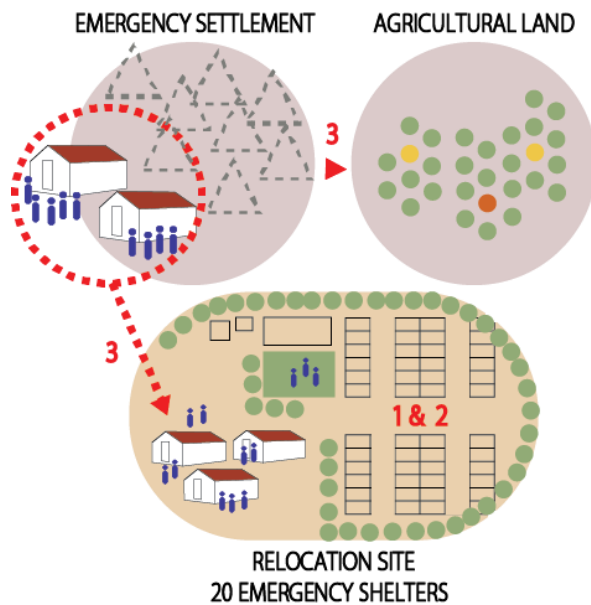 EMERGENCY SETTLEMENT
AGRICULTURAL LAND
3
3
1 & 2
RELOCATION SITE
20 EMERGENCY SHELTERS